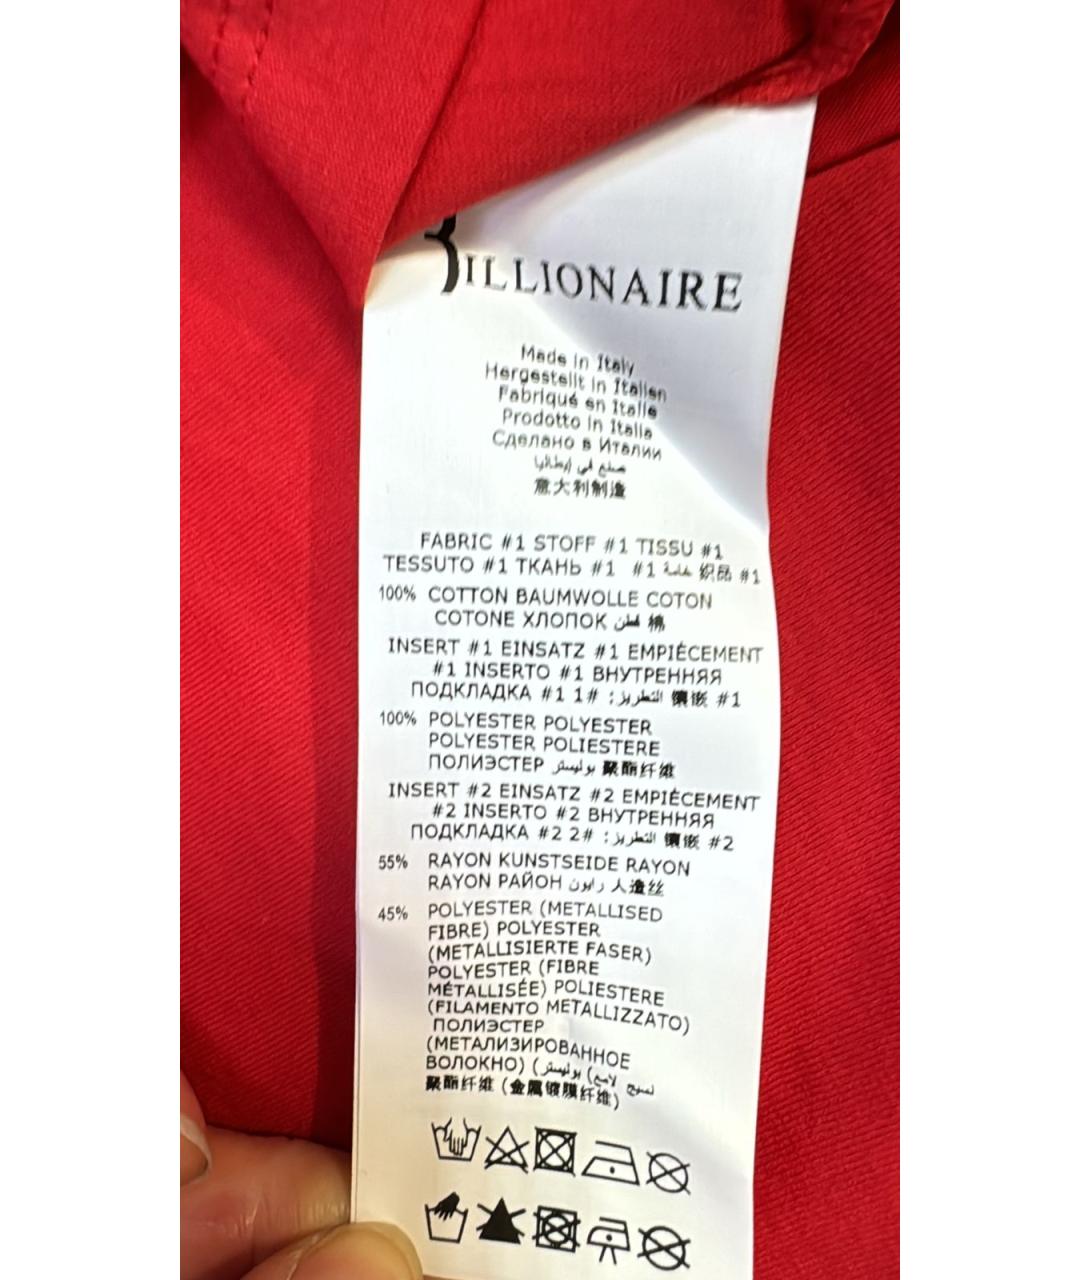 BILLIONAIRE
Made in Italy
Hergestellt in Italien
Fabriqué en Italie
Prodotto in Italia
Сделано в Италии
صنع في إيطاليا
意大利制造
FABRIC #1 STOFF #1 TISSU #1
TESSUTO #1 ТКАНЬ #1 #1 خامة 织品 #1
100% COTTON BAUMWOLLE COTON
COTONE ХЛОПОК قطن 棉
INSERT #1 EINSATZ #1 EMPIÈCEMENT
#1 INSERTO #1 ВНУТРЕННЯЯ
ПОДКЛАДКА #1 1# التطريز: 镶嵌 #1
100% POLYESTER POLYESTER
POLYESTER POLIESTERE
ПОЛИЭСТЕР بوليستر 聚酯纤维
INSERT #2 EINSATZ #2 EMPIÈCEMENT
#2 INSERTO #2 ВНУТРЕННЯЯ
ПОДКЛАДКА #2 2# التطريز: 镶嵌 #2
55% RAYON KUNSTSEIDE RAYON
RAYON РАЙОН رايون 人造丝
45% POLYESTER (METALLISED
FIBRE) POLYESTER
(METALLISIERTE FASER)
POLYESTER (FIBRE
MÉTALLISÉE) POLIESTERE
(FILAMENTO METALLIZZATO)
ПОЛИЭСТЕР
(МЕТАЛИЗИРОВАННОЕ
ВОЛОКНО) (بوليستر (نسيج لامع
聚酯纤维 (金属镀膜纤维)